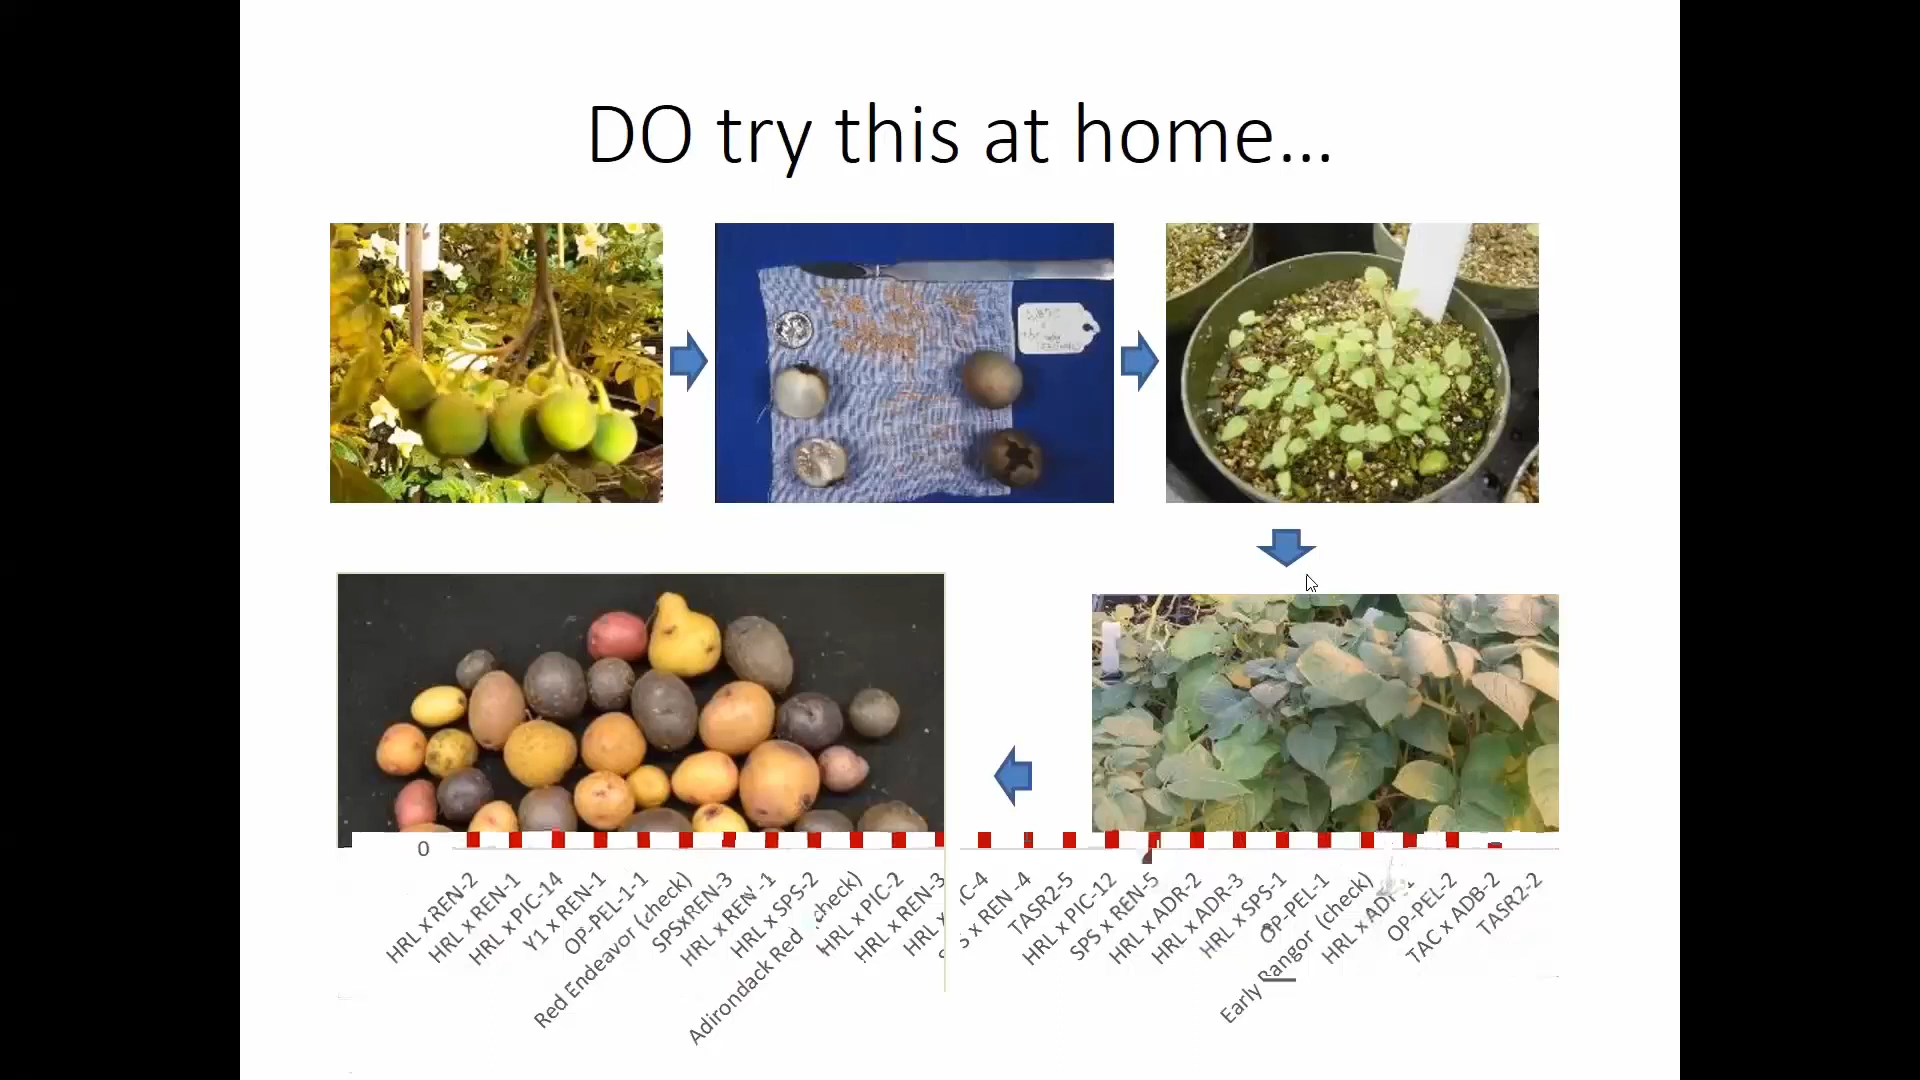 DO try this at home...
0
HRL x REN-2
HRL x REN-1
HRL x PIC-14
Y1 x REN-1
OP-PEL-1-1
Red Endeavor (check)
SPSxREN-3
HRL x REN-1
HRL x SPS-2
Adirondack Red check)
HRL x PIC-2
HRL x REN-3
HRL x
IC-4
S x REN-4
TASR2-5
HRL x PIC-12
SPS x REN-5
HRL x ADR-2
HRL x ADR-3
HRL x SPS-1
OP-PEL-1
Early Rangor (check)
HRL x
OP-PEL-2
TAC x ADB-2
TASR2-2